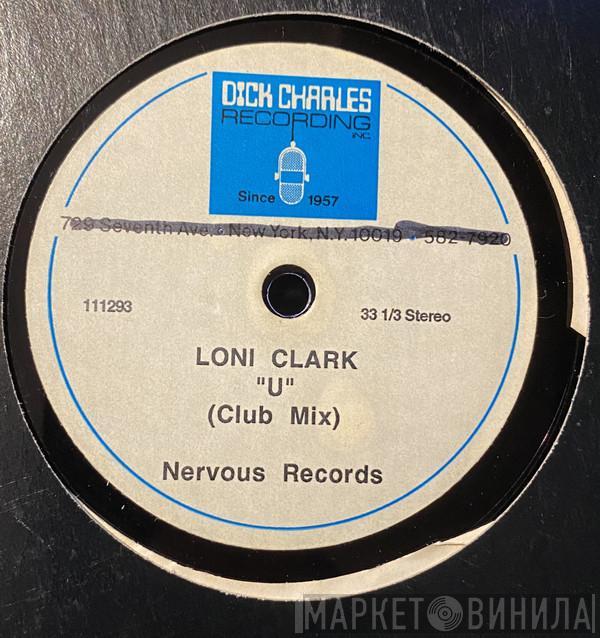 DICK CHARLES
RECORDING
INC.
Since 1957
729 Seventh Ave. • New York, N.Y. 10019 • 582-7920
111293
33 1/3 Stereo
LONI CLARK
"U"
(Club Mix)
Nervous Records
МАРКЕТ ВИНИЛА